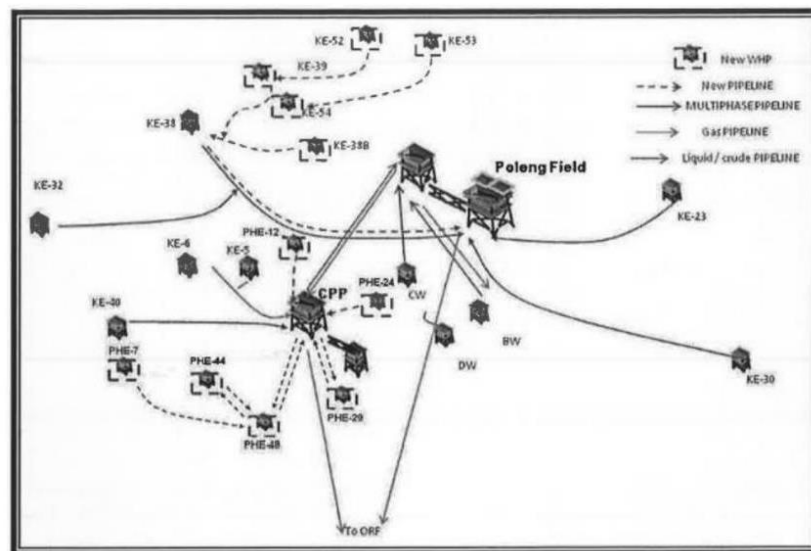 KE-52
KE-53
KE-39
New WHP
New PIPELINE
KE-54
MULTIPHASE PIPELINE
KE-38
Gas PIPELINE
KE-38B
Liquid / crude PIPELINE
Poleng Field
KE-32
KE-23
PHE-12
KE-6
KE-5
CPP
PHE-24
CW
KE-40
BW
PHE-7
PHE-44
DW
KE-30
PHE-29
PHE-48
To ORF